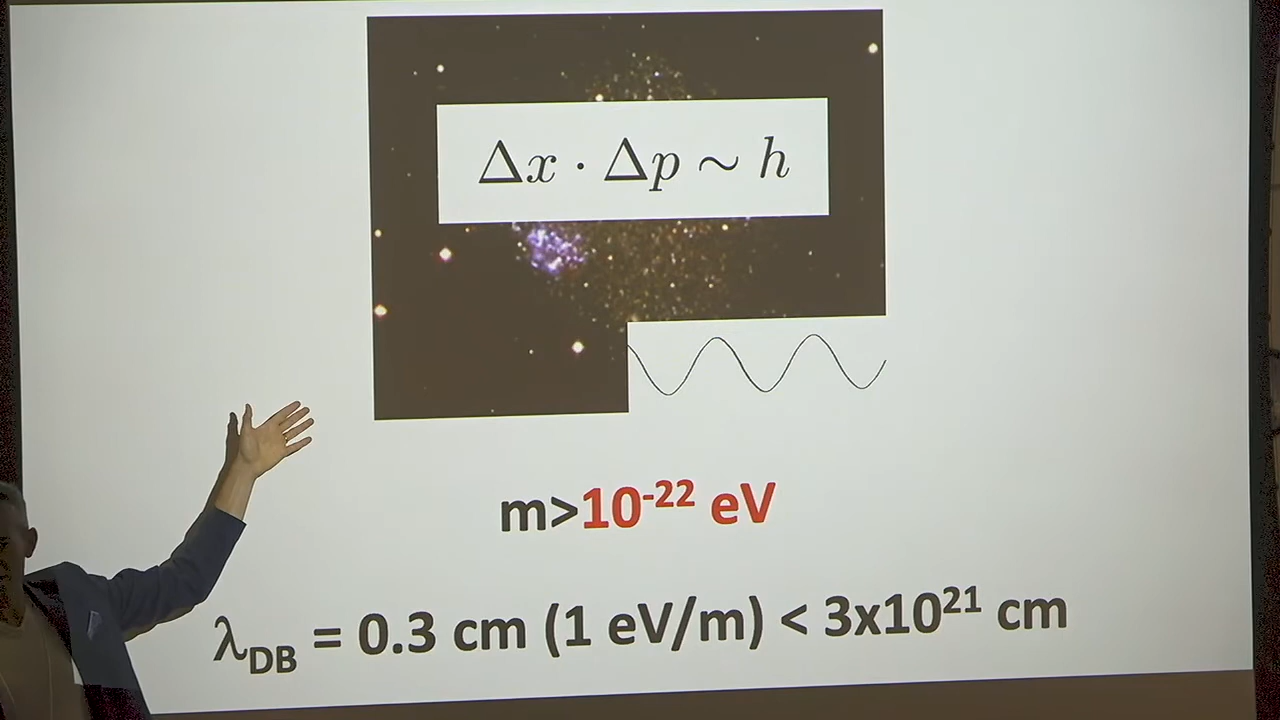 Δx · Δp ∼ h
m>10⁻²² eV
λ_DB = 0.3 cm (1 eV/m) < 3x10²¹ cm